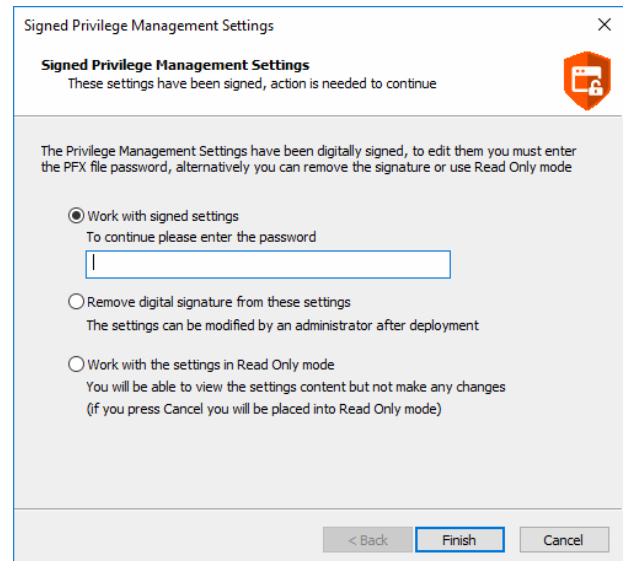 Signed Privilege Management Settings
Signed Privilege Management Settings
These settings have been signed, action is needed to continue
The Privilege Management Settings have been digitally signed, to edit them you must enter
the PFX file password, alternatively you can remove the signature or use Read Only mode
Work with signed settings
To continue please enter the password
Remove digital signature from these settings
The settings can be modified by an administrator after deployment
Work with the settings in Read Only mode
You will be able to view the settings content but not make any changes
(if you press Cancel you will be placed into Read Only mode)
< Back Finish Cancel